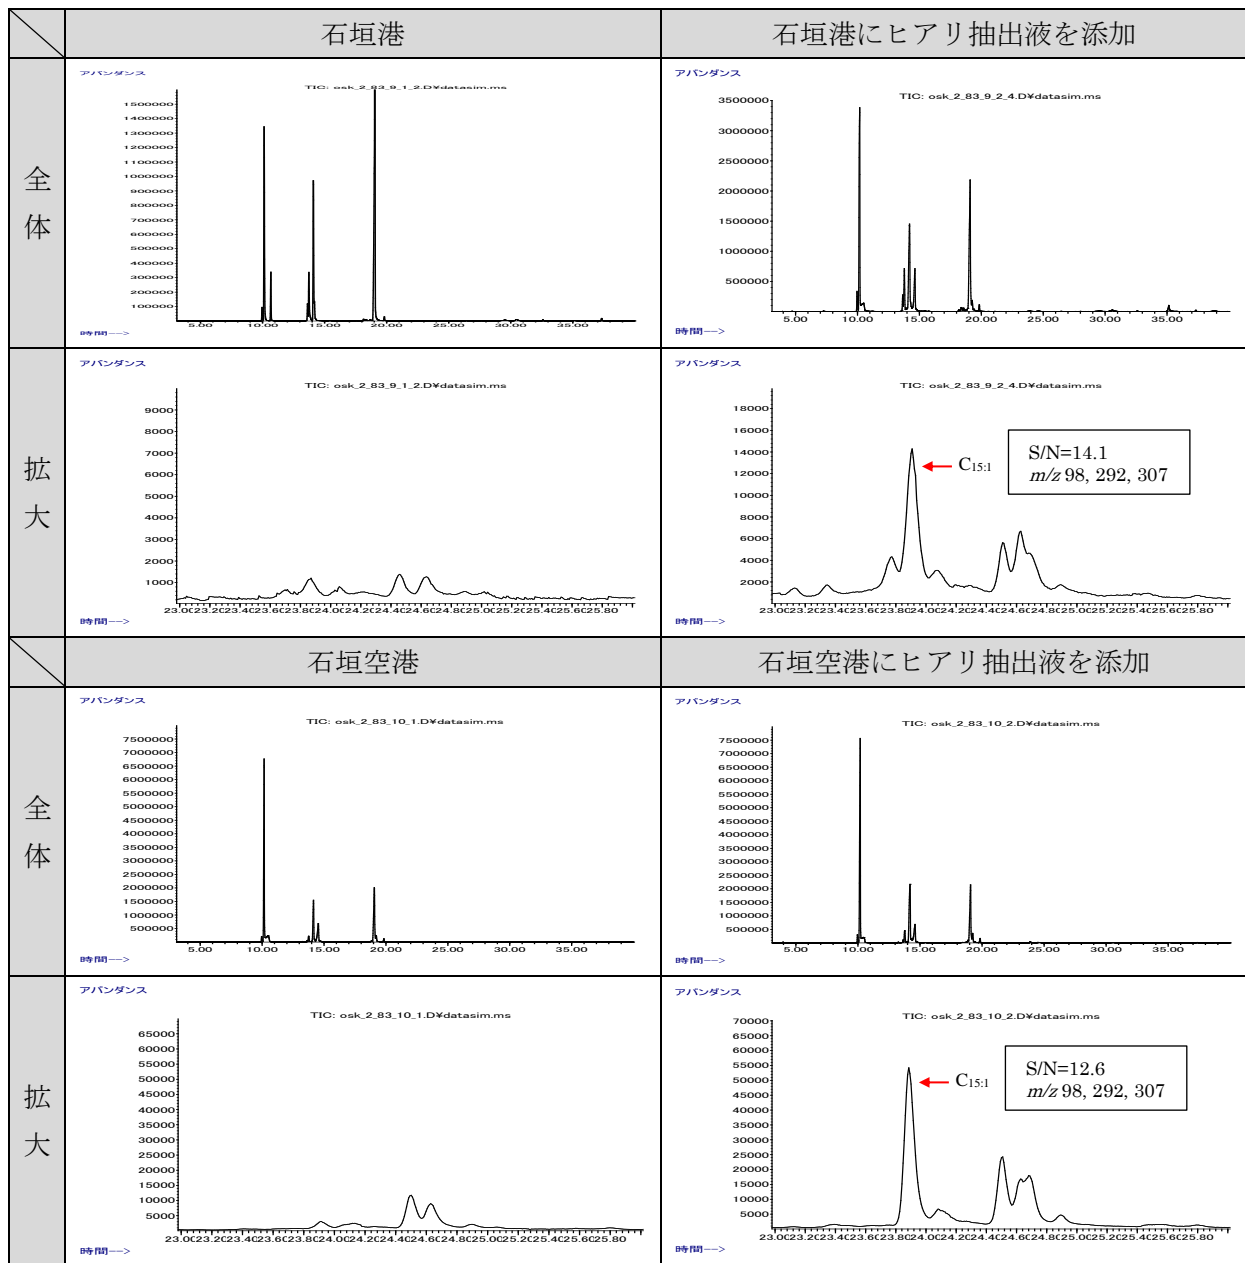 石垣港
石垣港にヒアリ抽出液を添加
全体
アバンダンス
TIC: osk_2_83_9_1_2.D¥datasim.ms
1500000
1400000
1300000
1200000
1100000
1000000
900000
800000
700000
600000
500000
400000
300000
200000
100000
5.00 10.00 15.00 20.00 25.00 30.00 35.00
時間-->
アバンダンス
TIC: osk_2_83_9_2_4.D¥datasim.ms
3500000
3000000
2500000
2000000
1500000
1000000
500000
5.00 10.00 15.00 20.00 25.00 30.00 35.00
時間-->
拡大
アバンダンス
TIC: osk_2_83_9_1_2.D¥datasim.ms
9000
8000
7000
6000
5000
4000
3000
2000
1000
時間-->
アバンダンス
TIC: osk_2_83_9_2_4.D¥datasim.ms
18000
16000
14000
12000
10000
8000
6000
4000
2000
C15:1
S/N=14.1
m/z 98, 292, 307
時間-->
石垣空港
石垣空港にヒアリ抽出液を添加
全体
アバンダンス
TIC: osk_2_83_10_1.D¥datasim.ms
7500000
7000000
6500000
6000000
5500000
5000000
4500000
4000000
3500000
3000000
2500000
2000000
1500000
1000000
500000
5.00 10.00 15.00 20.00 25.00 30.00 35.00
時間-->
アバンダンス
TIC: osk_2_83_10_2.D¥datasim.ms
7500000
7000000
6500000
6000000
5500000
5000000
4500000
4000000
3500000
3000000
2500000
2000000
1500000
1000000
500000
5.00 10.00 15.00 20.00 25.00 30.00 35.00
時間-->
拡大
アバンダンス
TIC: osk_2_83_10_1.D¥datasim.ms
65000
60000
55000
50000
45000
40000
35000
30000
25000
20000
15000
10000
5000
時間-->
アバンダンス
TIC: osk_2_83_10_2.D¥datasim.ms
70000
65000
60000
55000
50000
45000
40000
35000
30000
25000
20000
15000
10000
5000
C15:1
S/N=12.6
m/z 98, 292, 307
時間-->